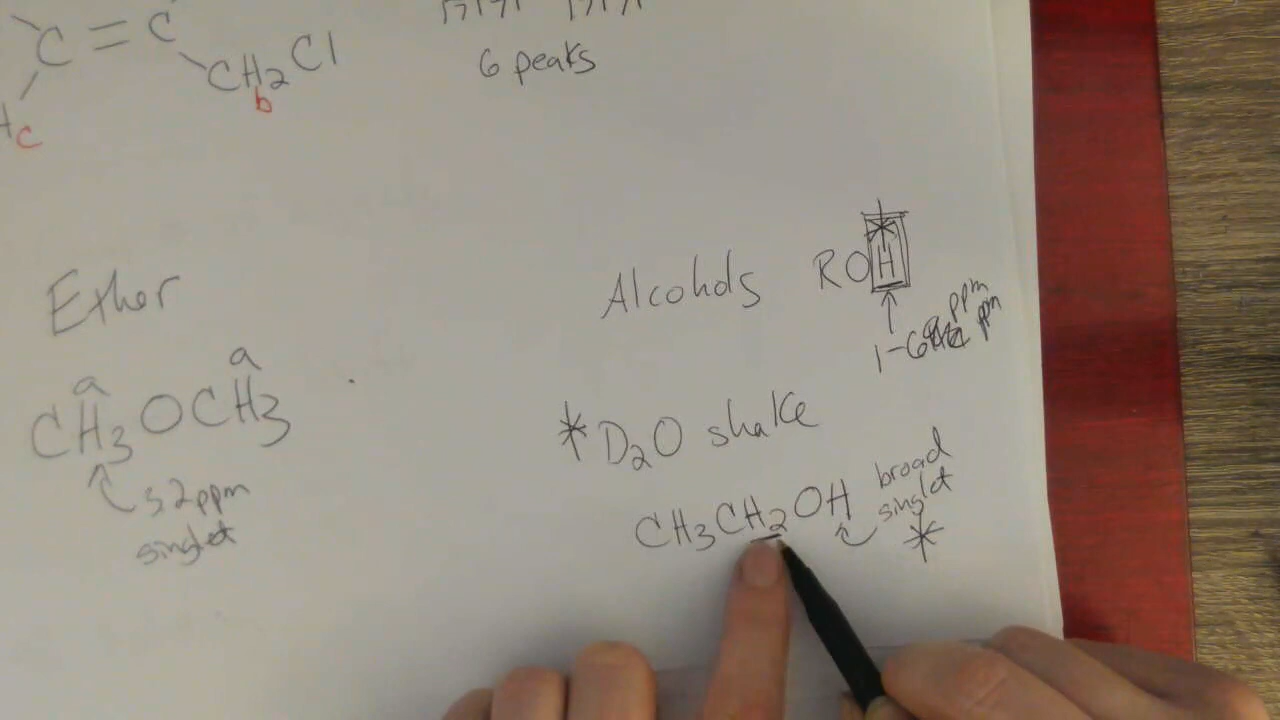 C = C
CH2Cl
b
C
6 peaks
Ether
a a
CH3OCH3
3.2 ppm
singlet
Alcohols ROH
*
1-6 ppm
ppm
* D2O shake
CH3CH2OH
broad
singlet
*